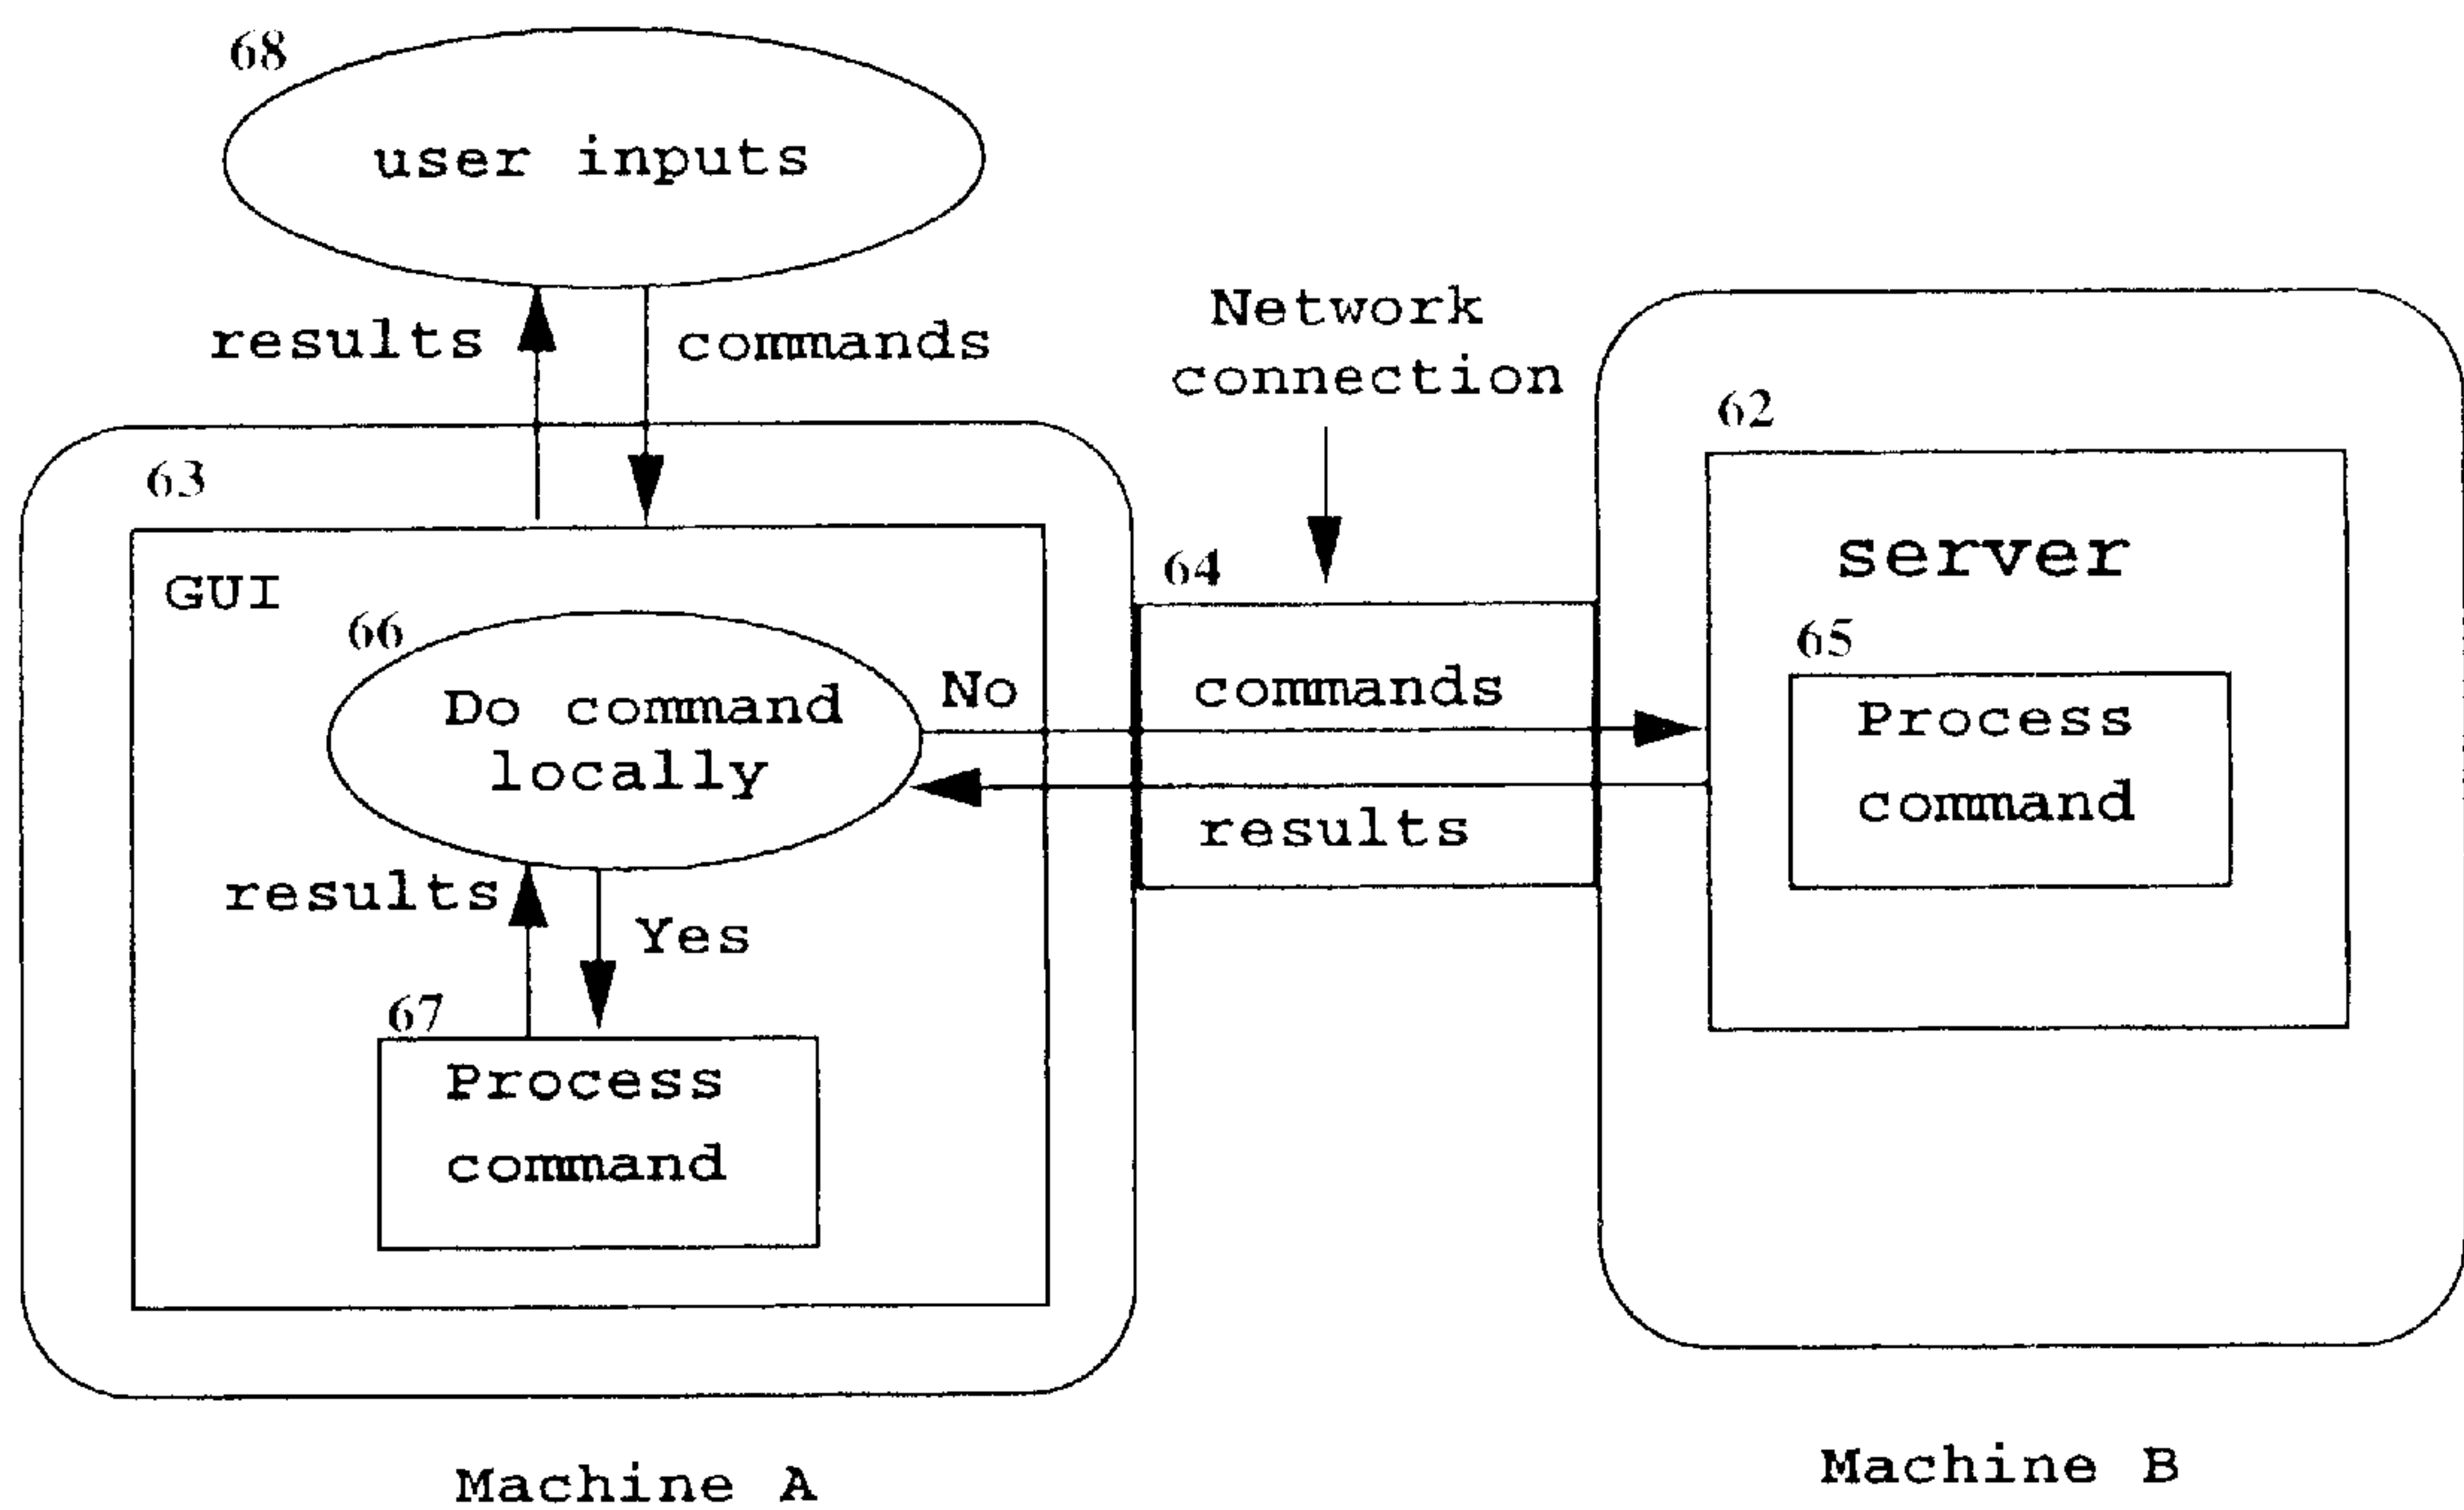 68
user inputs
results
commands
Network
connection
63
62
GUI
64
server
66
65
Do command
locally
No
commands
Process
command
results
results
Yes
67
Process
command
Machine A
Machine B